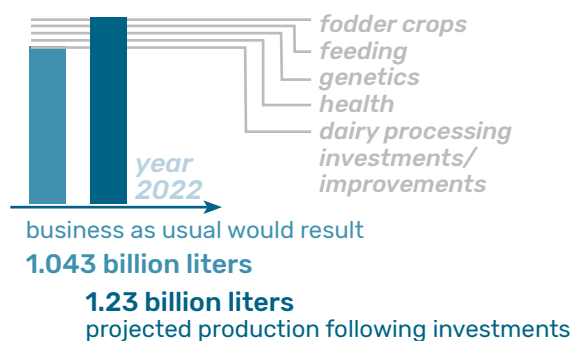 fodder crops
feeding
genetics
health
dairy processing
investments/
improvements
year
2022
business as usual would result
1.043 billion liters
1.23 billion liters
projected production following investments